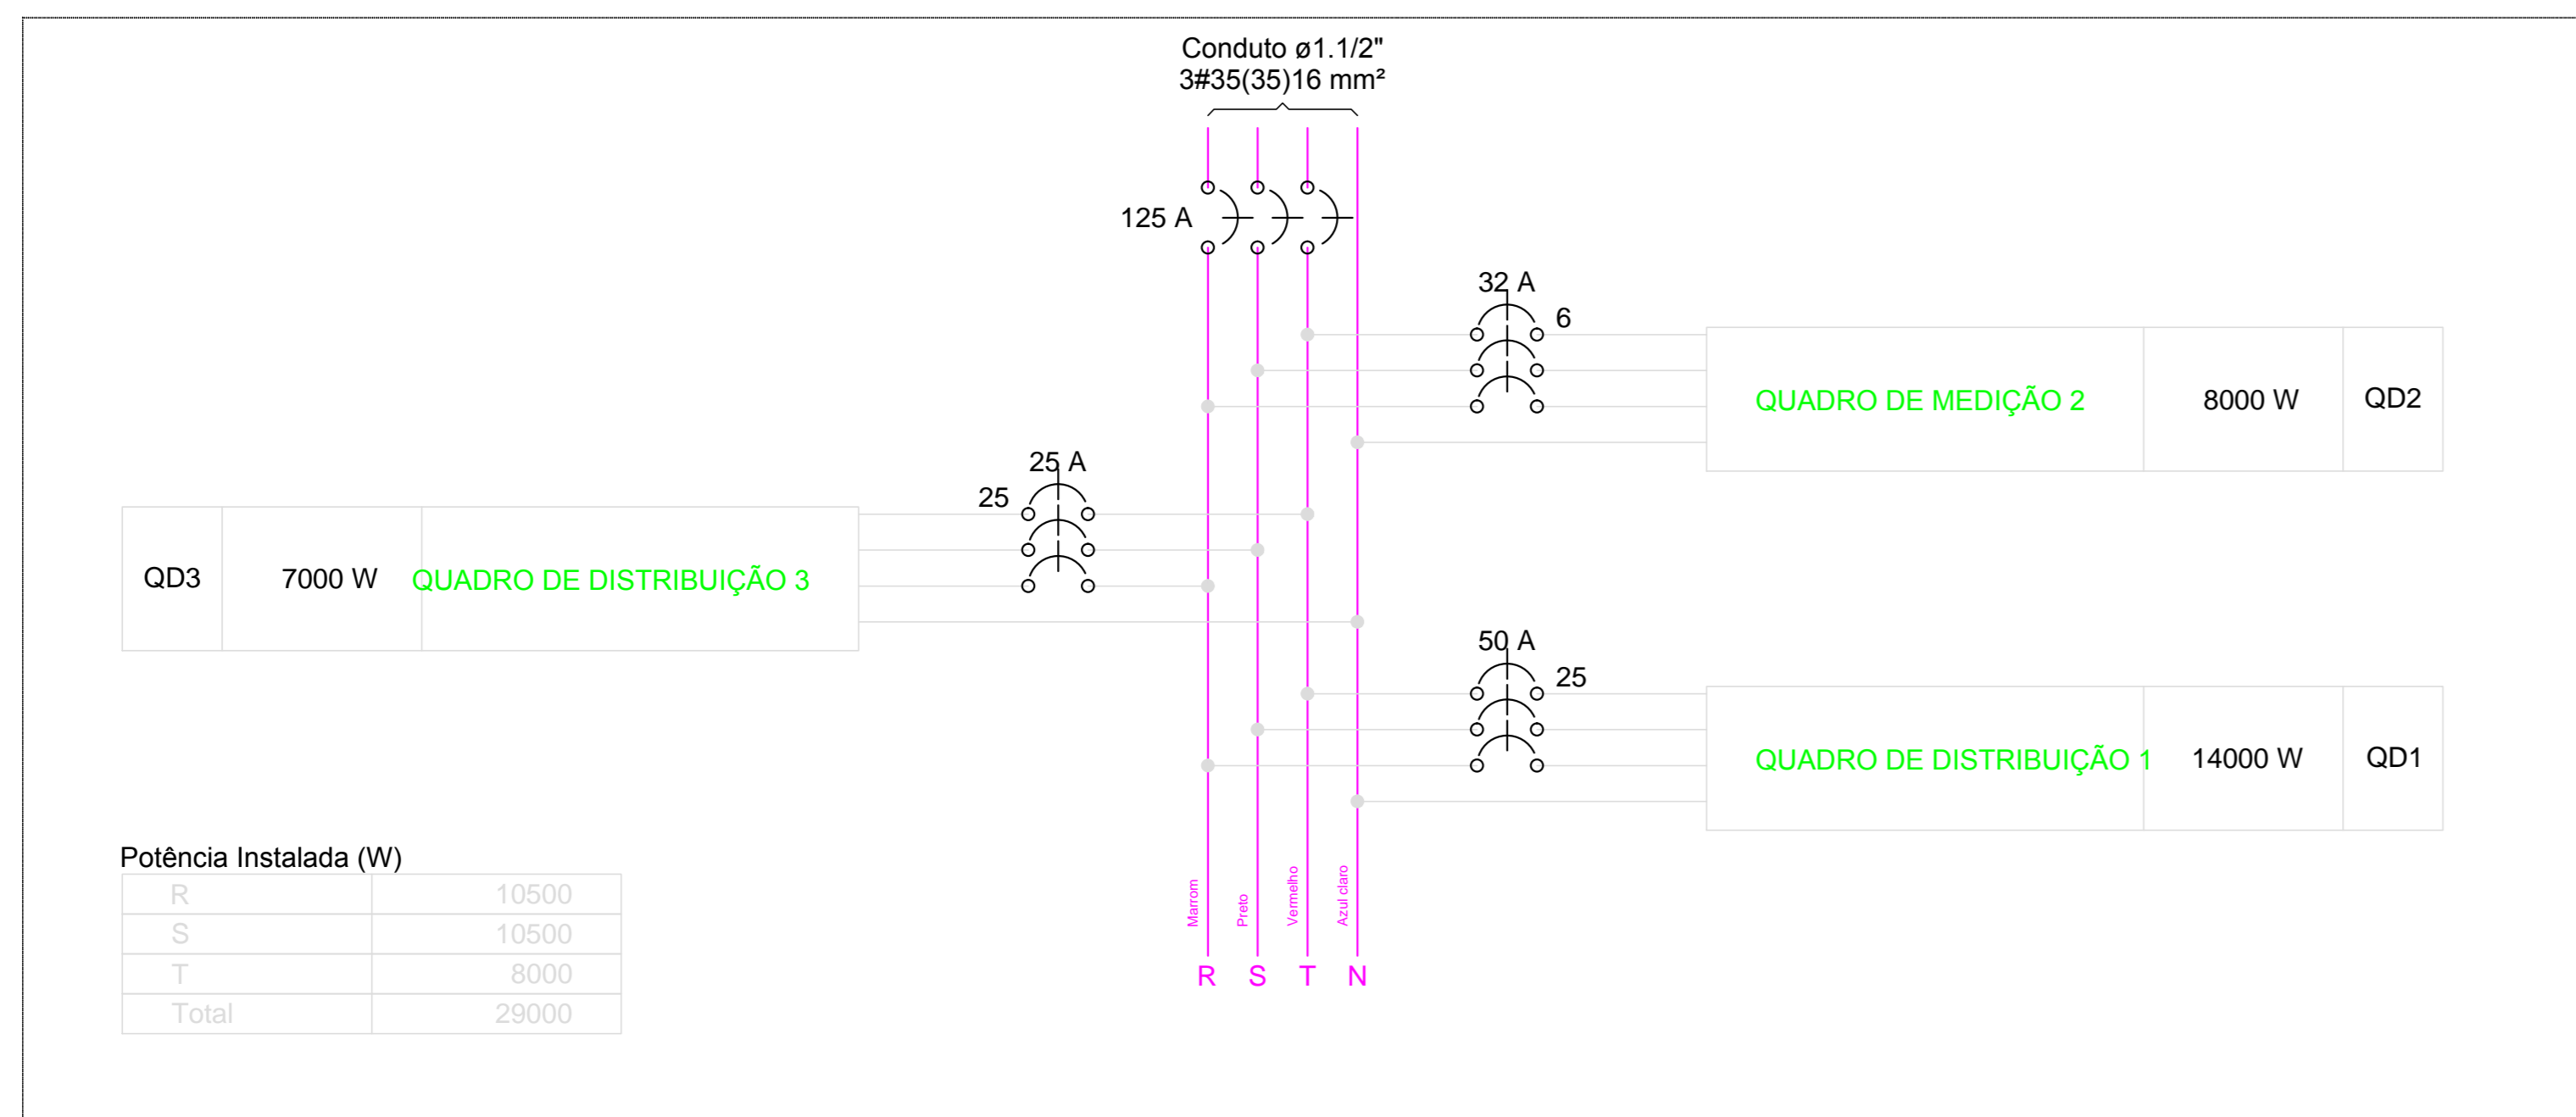 Conduto ø1.1/2"
3#35(35)16 mm²
125 A
32 A
6
QUADRO DE MEDIÇÃO 2 8000 W QD2
25 A
25
QD3 7000 W QUADRO DE DISTRIBUIÇÃO 3
50 A
25
QUADRO DE DISTRIBUIÇÃO 1 14000 W QD1
Potência Instalada (W)
R 10500
S 10500
T 8000
Total 29000
Marrom
Preto
Vermelho
Azul claro
R S T N